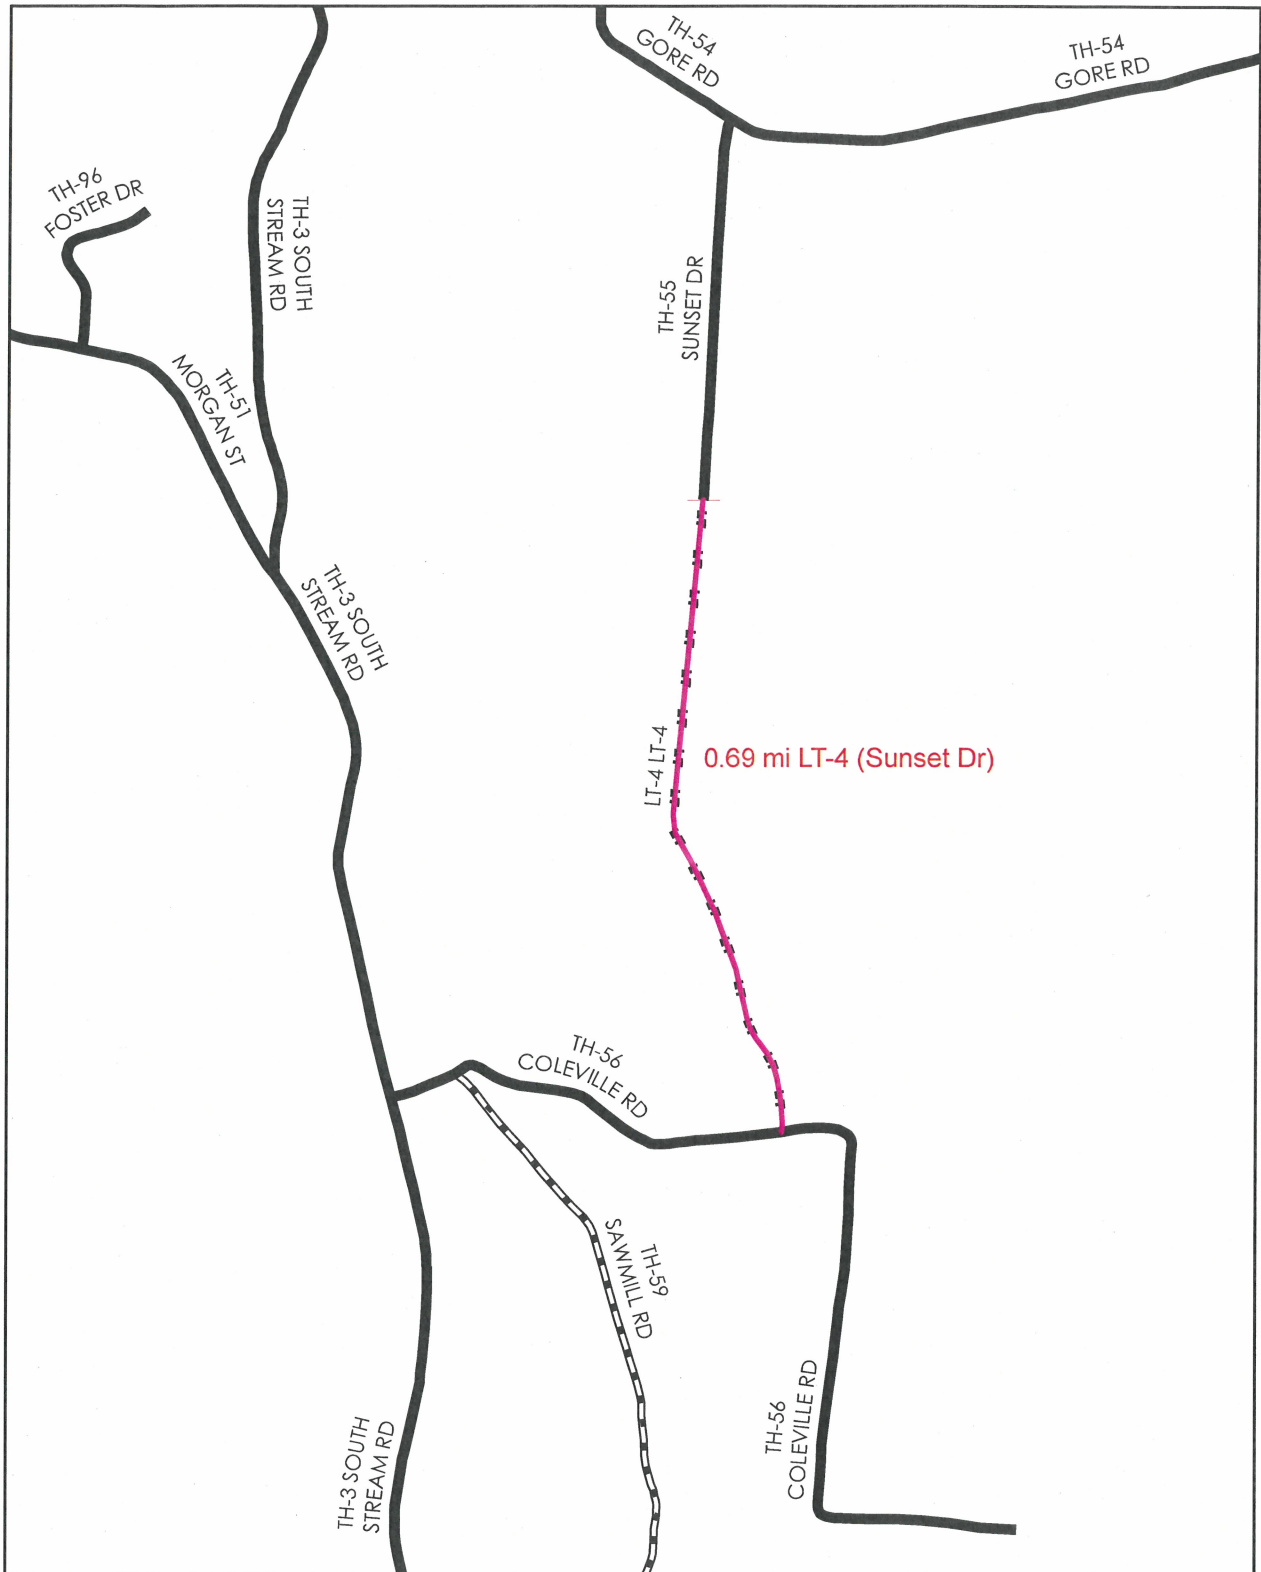 TH-54
GORE RD
TH-54
GORE RD
TH-96
FOSTER DR
TH-3 SOUTH
STREAM RD
TH-55
SUNSET DR
TH-51
MORGAN ST
TH-3 SOUTH
STREAM RD
LT-4 LT-4
0.69 mi LT-4 (Sunset Dr)
TH-56
COLEVILLE RD
TH-59
SAWMILL RD
TH-56
COLEVILLE RD
TH-3 SOUTH
STREAM RD